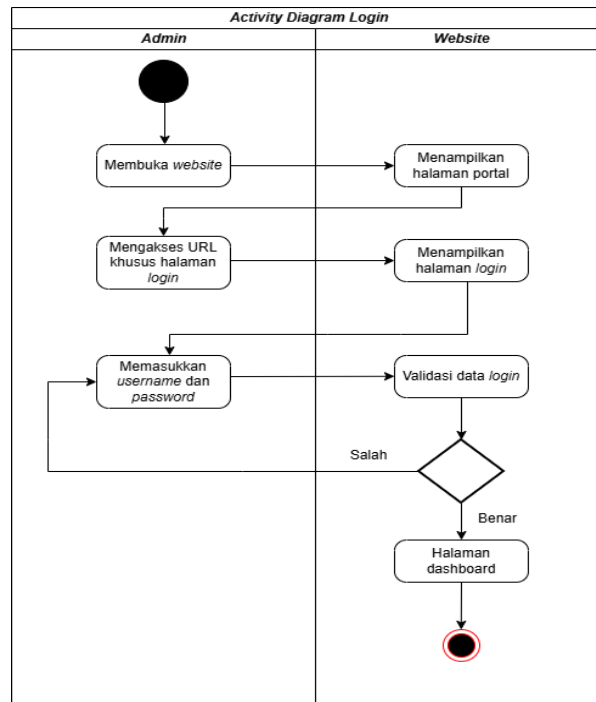 Activity Diagram Login
Admin
Website
Membuka website
Menampilkan
halaman portal
Mengakses URL
khusus halaman
login
Menampilkan
halaman login
Memasukkan
username dan
password
Validasi data login
Salah
Benar
Halaman
dashboard